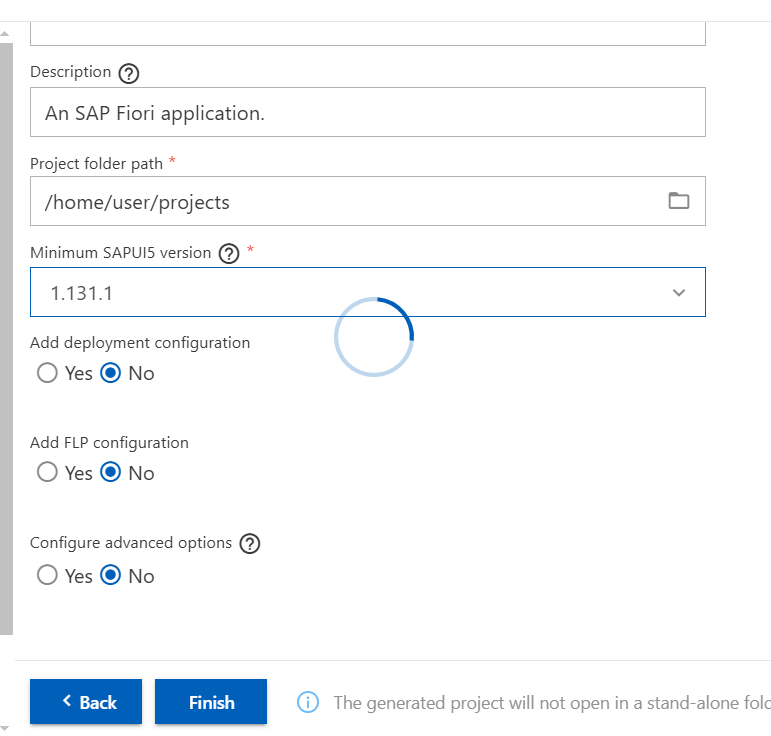 Description ?
An SAP Fiori application.
Project folder path *
/home/user/projects
Minimum SAPUI5 version ? *
1.131.1
Add deployment configuration
Yes No
Add FLP configuration
Yes No
Configure advanced options ?
Yes No
Back Finish i The generated project will not open in a stand-alone fold